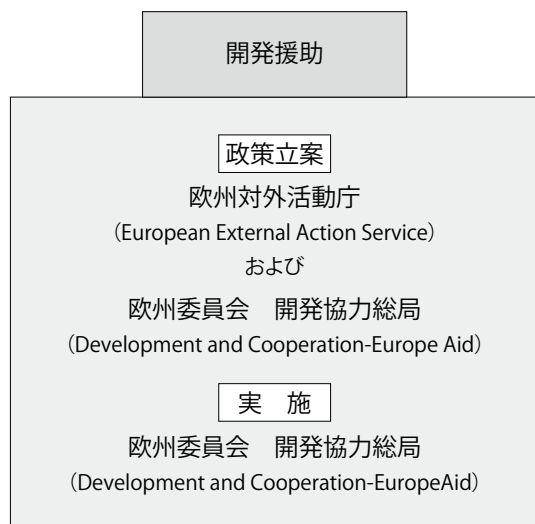 開発援助
政策立案
欧州対外活動庁
（European External Action Service）
および
欧州委員会　開発協力総局
（Development and Cooperation-Europe Aid）
実　施
欧州委員会　開発協力総局
（Development and Cooperation-EuropeAid）